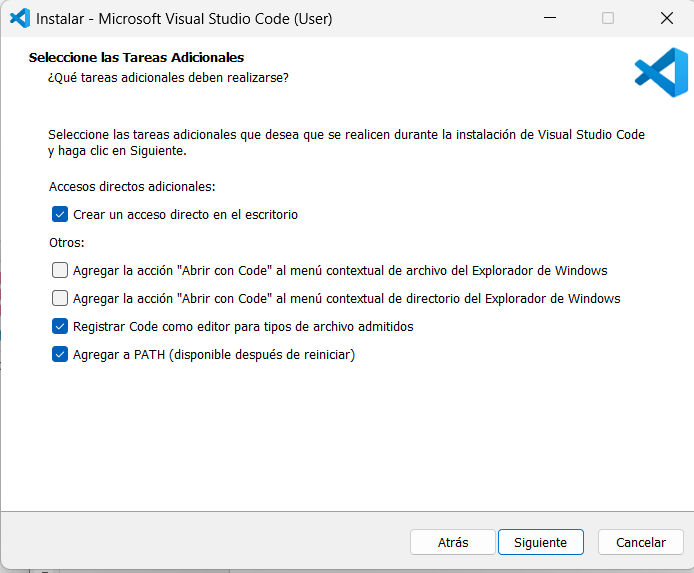 Instalar - Microsoft Visual Studio Code (User)
Seleccione las Tareas Adicionales
¿Qué tareas adicionales deben realizarse?
Seleccione las tareas adicionales que desea que se realicen durante la instalación de Visual Studio Code
y haga clic en Siguiente.
Accesos directos adicionales:
Crear un acceso directo en el escritorio
Otros:
Agregar la acción "Abrir con Code" al menú contextual de archivo del Explorador de Windows
Agregar la acción "Abrir con Code" al menú contextual de directorio del Explorador de Windows
Registrar Code como editor para tipos de archivo admitidos
Agregar a PATH (disponible después de reiniciar)
Atrás
Siguiente
Cancelar